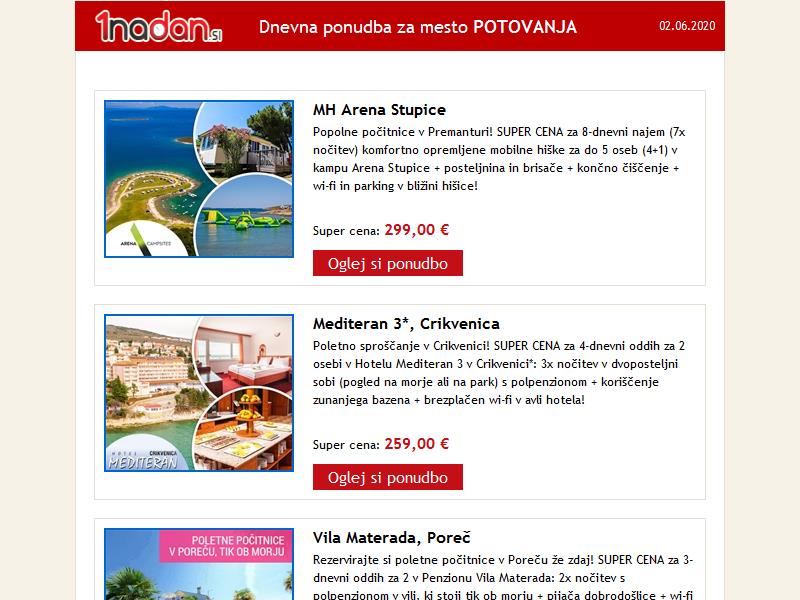 1nadan.si
Dnevna ponudba za mesto POTOVANJA
02.06.2020
MH Arena Stupice
Popolne počitnice v Premanturi! SUPER CENA za 8-dnevni najem (7x
nočitev) komfortno opremljene mobilne hiške za do 5 oseb (4+1) v
kampu Arena Stupice + posteljnina in brisače + končno čiščenje +
wi-fi in parking v bližini hišice!
ARENA CAMPSITES
Super cena: 299,00 €
Oglej si ponudbo
Mediteran 3*, Crikvenica
Poletno sproščanje v Crikvenici! SUPER CENA za 4-dnevni oddih za 2
osebi v Hotelu Mediteran 3 v Crikvenici*: 3x nočitev v dvoposteljni
sobi (pogled na morje ali na park) s polpenzionom + koriščenje
zunanjega bazena + brezplačen wi-fi v avli hotela!
HOTEL CRIKVENICA
MEDITERAN
Super cena: 259,00 €
Oglej si ponudbo
POLETNE POČITNICE
V POREČU, TIK OB MORJU
Vila Materada, Poreč
Rezervirajte si poletne počitnice v Poreču že zdaj! SUPER CENA za 3-
dnevni oddih za 2 v Penzionu Vila Materada: 2x nočitev s
polpenzionom v vili, ki stoji tik ob morju + pijača dobrodošlice + wi-fi